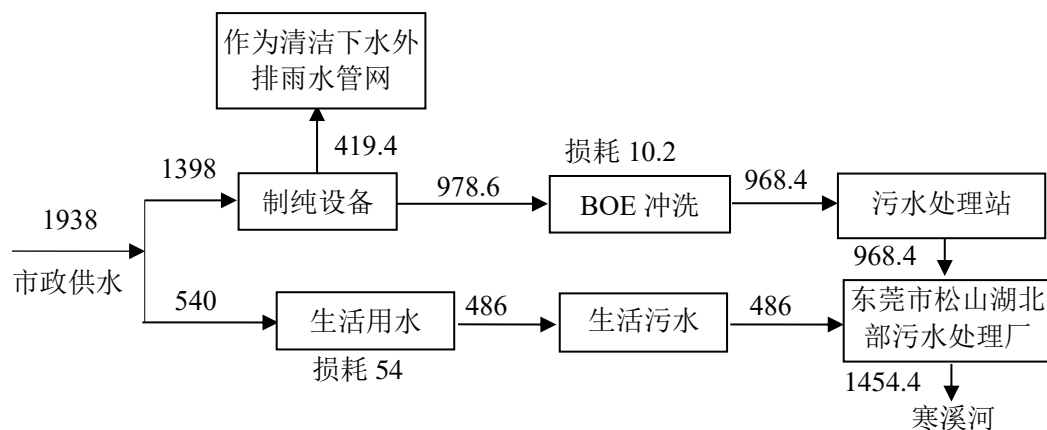 作为清洁下水外
排雨水管网
419.4
损耗 10.2
1398
制纯设备
978.6
BOE 冲洗
968.4
污水处理站
1938
市政供水
968.4
540
生活用水
486
生活污水
486
东莞市松山湖北
部污水处理厂
损耗 54
1454.4
寒溪河